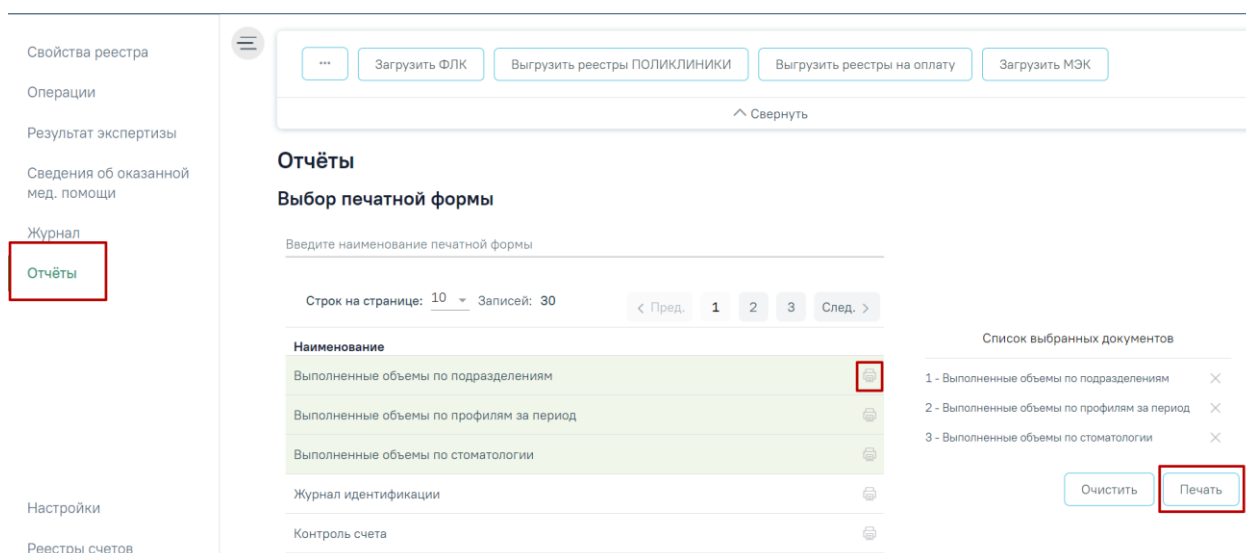 Свойства реестра
Операции
Результат экспертизы
Сведения об оказанной
мед. помощи
Журнал
Отчёты
Настройки
Реестры счетов
... Загрузить ФЛК Выгрузить реестры ПОЛИКЛИНИКИ Выгрузить реестры на оплату Загрузить МЭК
Свернуть
Отчёты
Выбор печатной формы
Введите наименование печатной формы
Строк на странице: 10 Записей: 30 < Пред. 1 2 3 След. >
Наименование
Выполненные объемы по подразделениям
Выполненные объемы по профилям за период
Выполненные объемы по стоматологии
Журнал идентификации
Контроль счета
Список выбранных документов
1 - Выполненные объемы по подразделениям
2 - Выполненные объемы по профилям за период
3 - Выполненные объемы по стоматологии
Очистить Печать